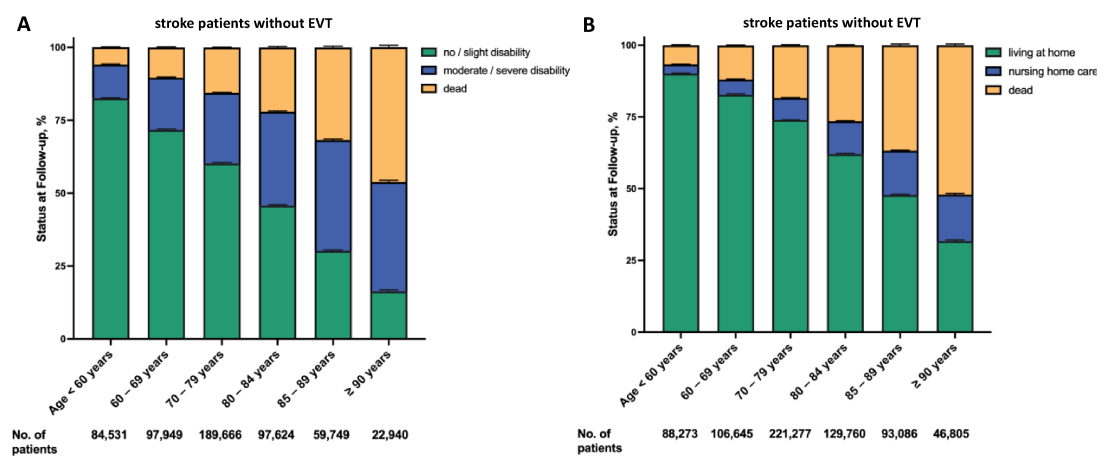 A
stroke patients without EVT
no / slight disability
moderate / severe disability
dead
Status at Follow-up, %
100
75
50
25
0
Age < 60 years
60 – 69 years
70 – 79 years
80 – 84 years
85 – 89 years
≥ 90 years
No. of patients
84,531 97,949 189,666 97,624 59,749 22,940
B
stroke patients without EVT
living at home
nursing home care
dead
Status at Follow-up, %
100
75
50
25
0
Age < 60 years
60 – 69 years
70 – 79 years
80 – 84 years
85 – 89 years
≥ 90 years
No. of patients
88,273 106,645 221,277 129,760 93,086 46,805